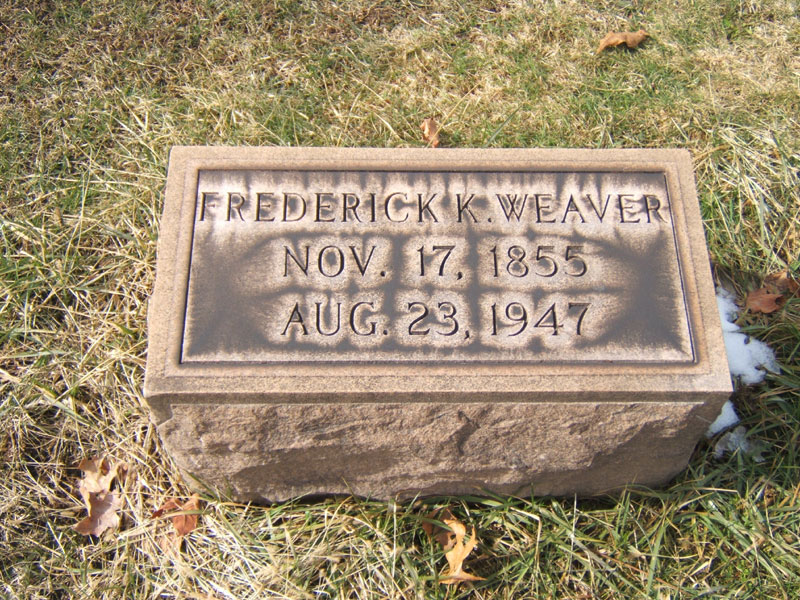 FREDERICK K. WEAVER
NOV. 17, 1855
AUG. 23, 1947